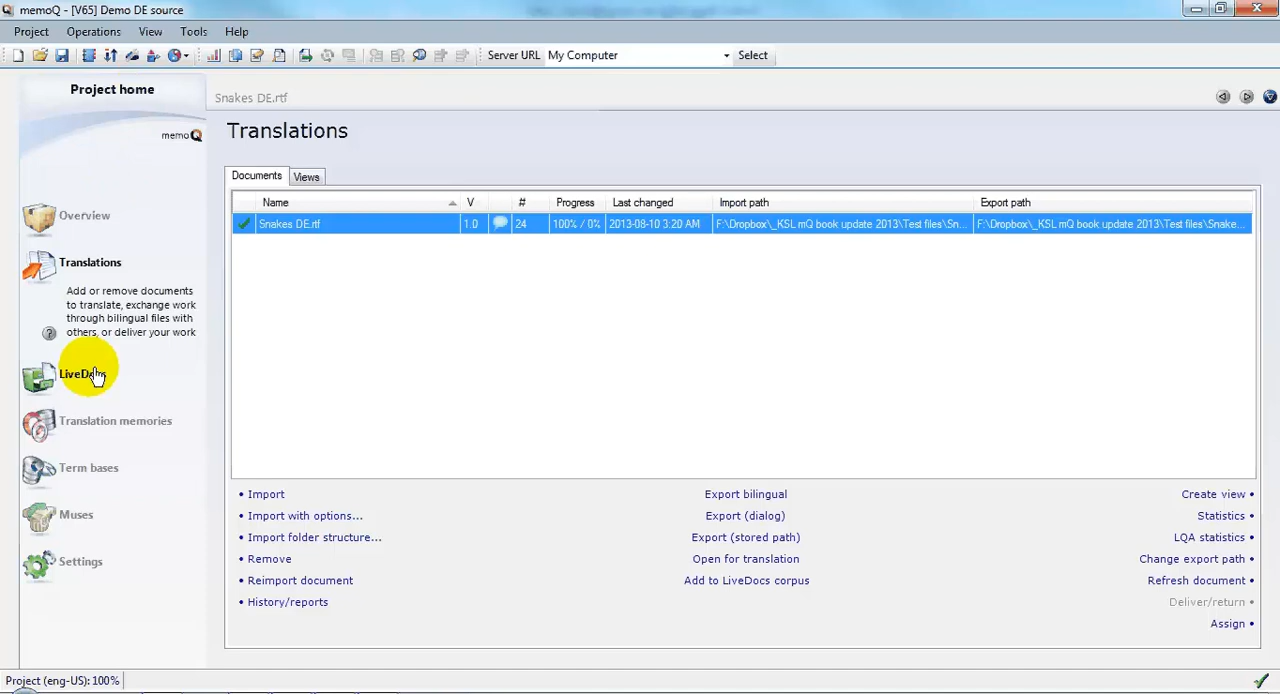 memoQ - [V65] Demo DE source
Project Operations View Tools Help
Server URL My Computer Select
Project home
memoQ
Overview
Translations
Add or remove documents
to translate, exchange work
through bilingual files with
others, or deliver your work
LiveDocs
Translation memories
Term bases
Muses
Settings
Snakes DE.rtf
Translations
Documents Views
Name V # Progress Last changed Import path Export path
Snakes DE.rtf 1.0 24 100% / 0% 2013-08-10 3:20 AM F:\Dropbox\_KSL mQ book update 2013\Test files\Sn... F:\Dropbox\_KSL mQ book update 2013\Test files\Snake...
• Import Export bilingual Create view •
• Import with options... Export (dialog) Statistics •
• Import folder structure... Export (stored path) LQA statistics •
• Remove Open for translation Change export path •
• Reimport document Add to LiveDocs corpus Refresh document •
• History/reports Deliver/return •
Assign •
Project (eng-US): 100%